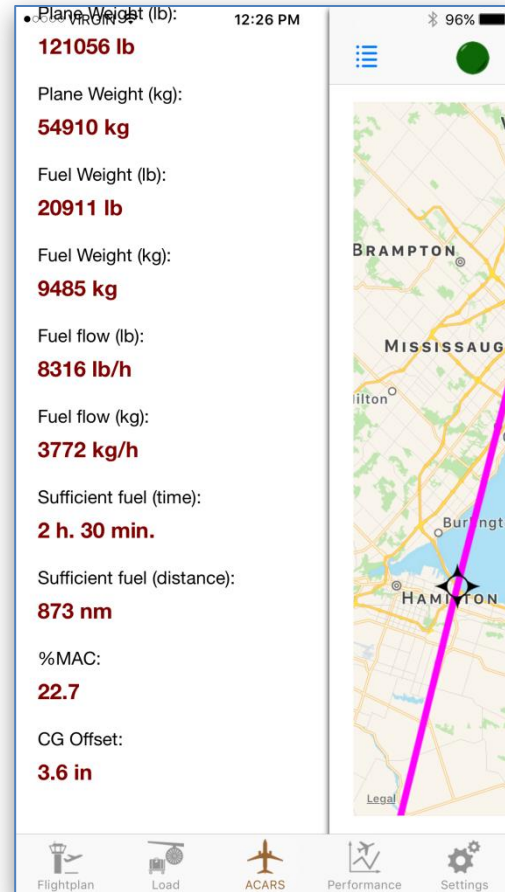 VIRGIN
12:26 PM
96%
Plane Weight (lb):
121056 lb
Plane Weight (kg):
54910 kg
Fuel Weight (lb):
20911 lb
Fuel Weight (kg):
9485 kg
Fuel flow (lb):
8316 lb/h
Fuel flow (kg):
3772 kg/h
Sufficient fuel (time):
2 h. 30 min.
Sufficient fuel (distance):
873 nm
%MAC:
22.7
CG Offset:
3.6 in
BRAMPTON
MISSISSAUG
ilton
Burlingt
HAMILTON
Legal
Flightplan
Load
ACARS
Performance
Settings